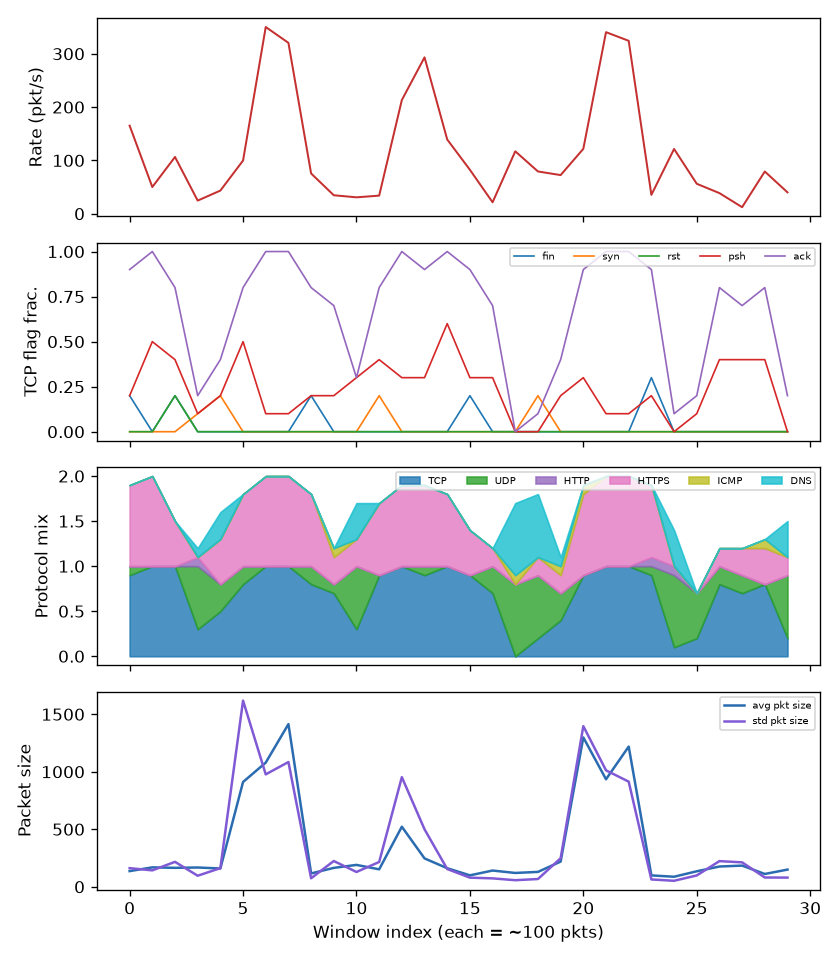 Rate (pkt/s)
300
200
100
0
TCP flag frac.
1.00
0.75
0.50
0.25
0.00
fin syn rst psh ack
Protocol mix
2.0
1.5
1.0
0.5
0.0
TCP UDP HTTP HTTPS ICMP DNS
Packet size
1500
1000
500
0
avg pkt size
std pkt size
0 5 10 15 20 25 30
Window index (each = ~100 pkts)